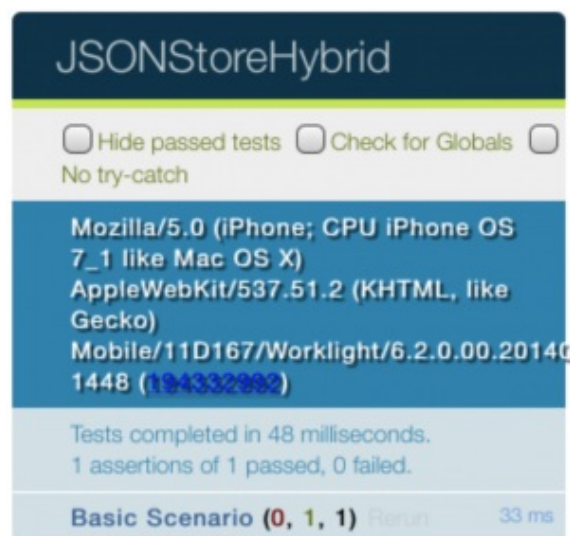 JSONStoreHybrid
Hide passed tests Check for Globals
No try-catch
Mozilla/5.0 (iPhone; CPU iPhone OS
7_1 like Mac OS X)
AppleWebKit/537.51.2 (KHTML, like
Gecko)
Mobile/11D167/Worklight/6.2.0.00.20140
1448 (194332992)
Tests completed in 48 milliseconds.
1 assertions of 1 passed, 0 failed.
Basic Scenario (0, 1, 1) Rerun 33 ms